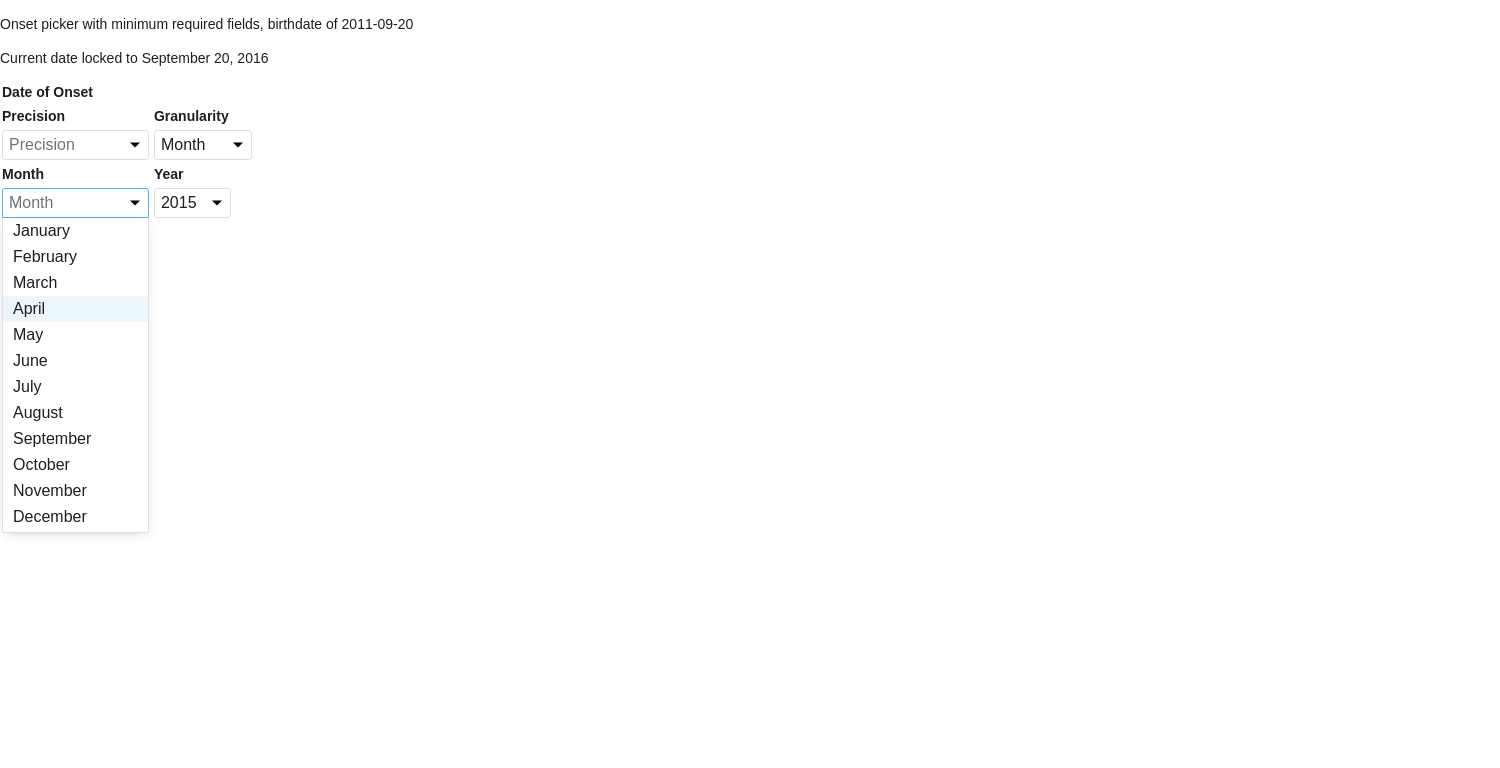 Onset picker with minimum required fields, birthdate of 2011-09-20
Current date locked to September 20, 2016
Date of Onset
Precision Granularity
Precision Month
Month Year
Month 2015
January
February
March
April
May
June
July
August
September
October
November
December